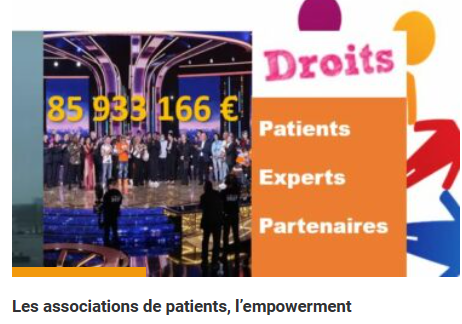 85 933 166 €
Droits
Patients
Experts
Partenaires
Les associations de patients, l’empowerment